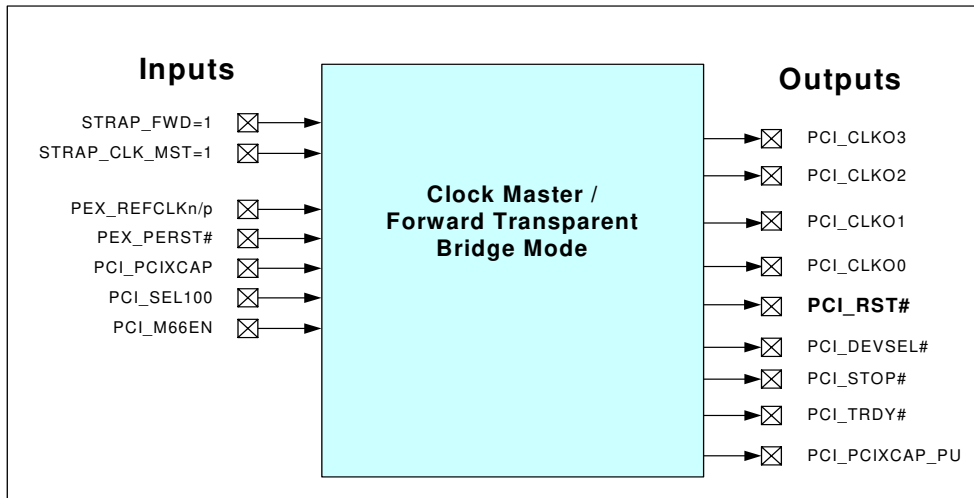 Inputs
STRAP_FWD=1
STRAP_CLK_MST=1
PEX_REFCLKn/p
PEX_PERST#
PCI_PCIXCAP
PCI_SEL100
PCI_M66EN
Clock Master /
Forward Transparent
Bridge Mode
Outputs
PCI_CLKO3
PCI_CLKO2
PCI_CLKO1
PCI_CLKO0
PCI_RST#
PCI_DEVSEL#
PCI_STOP#
PCI_TRDY#
PCI_PCIXCAP_PU